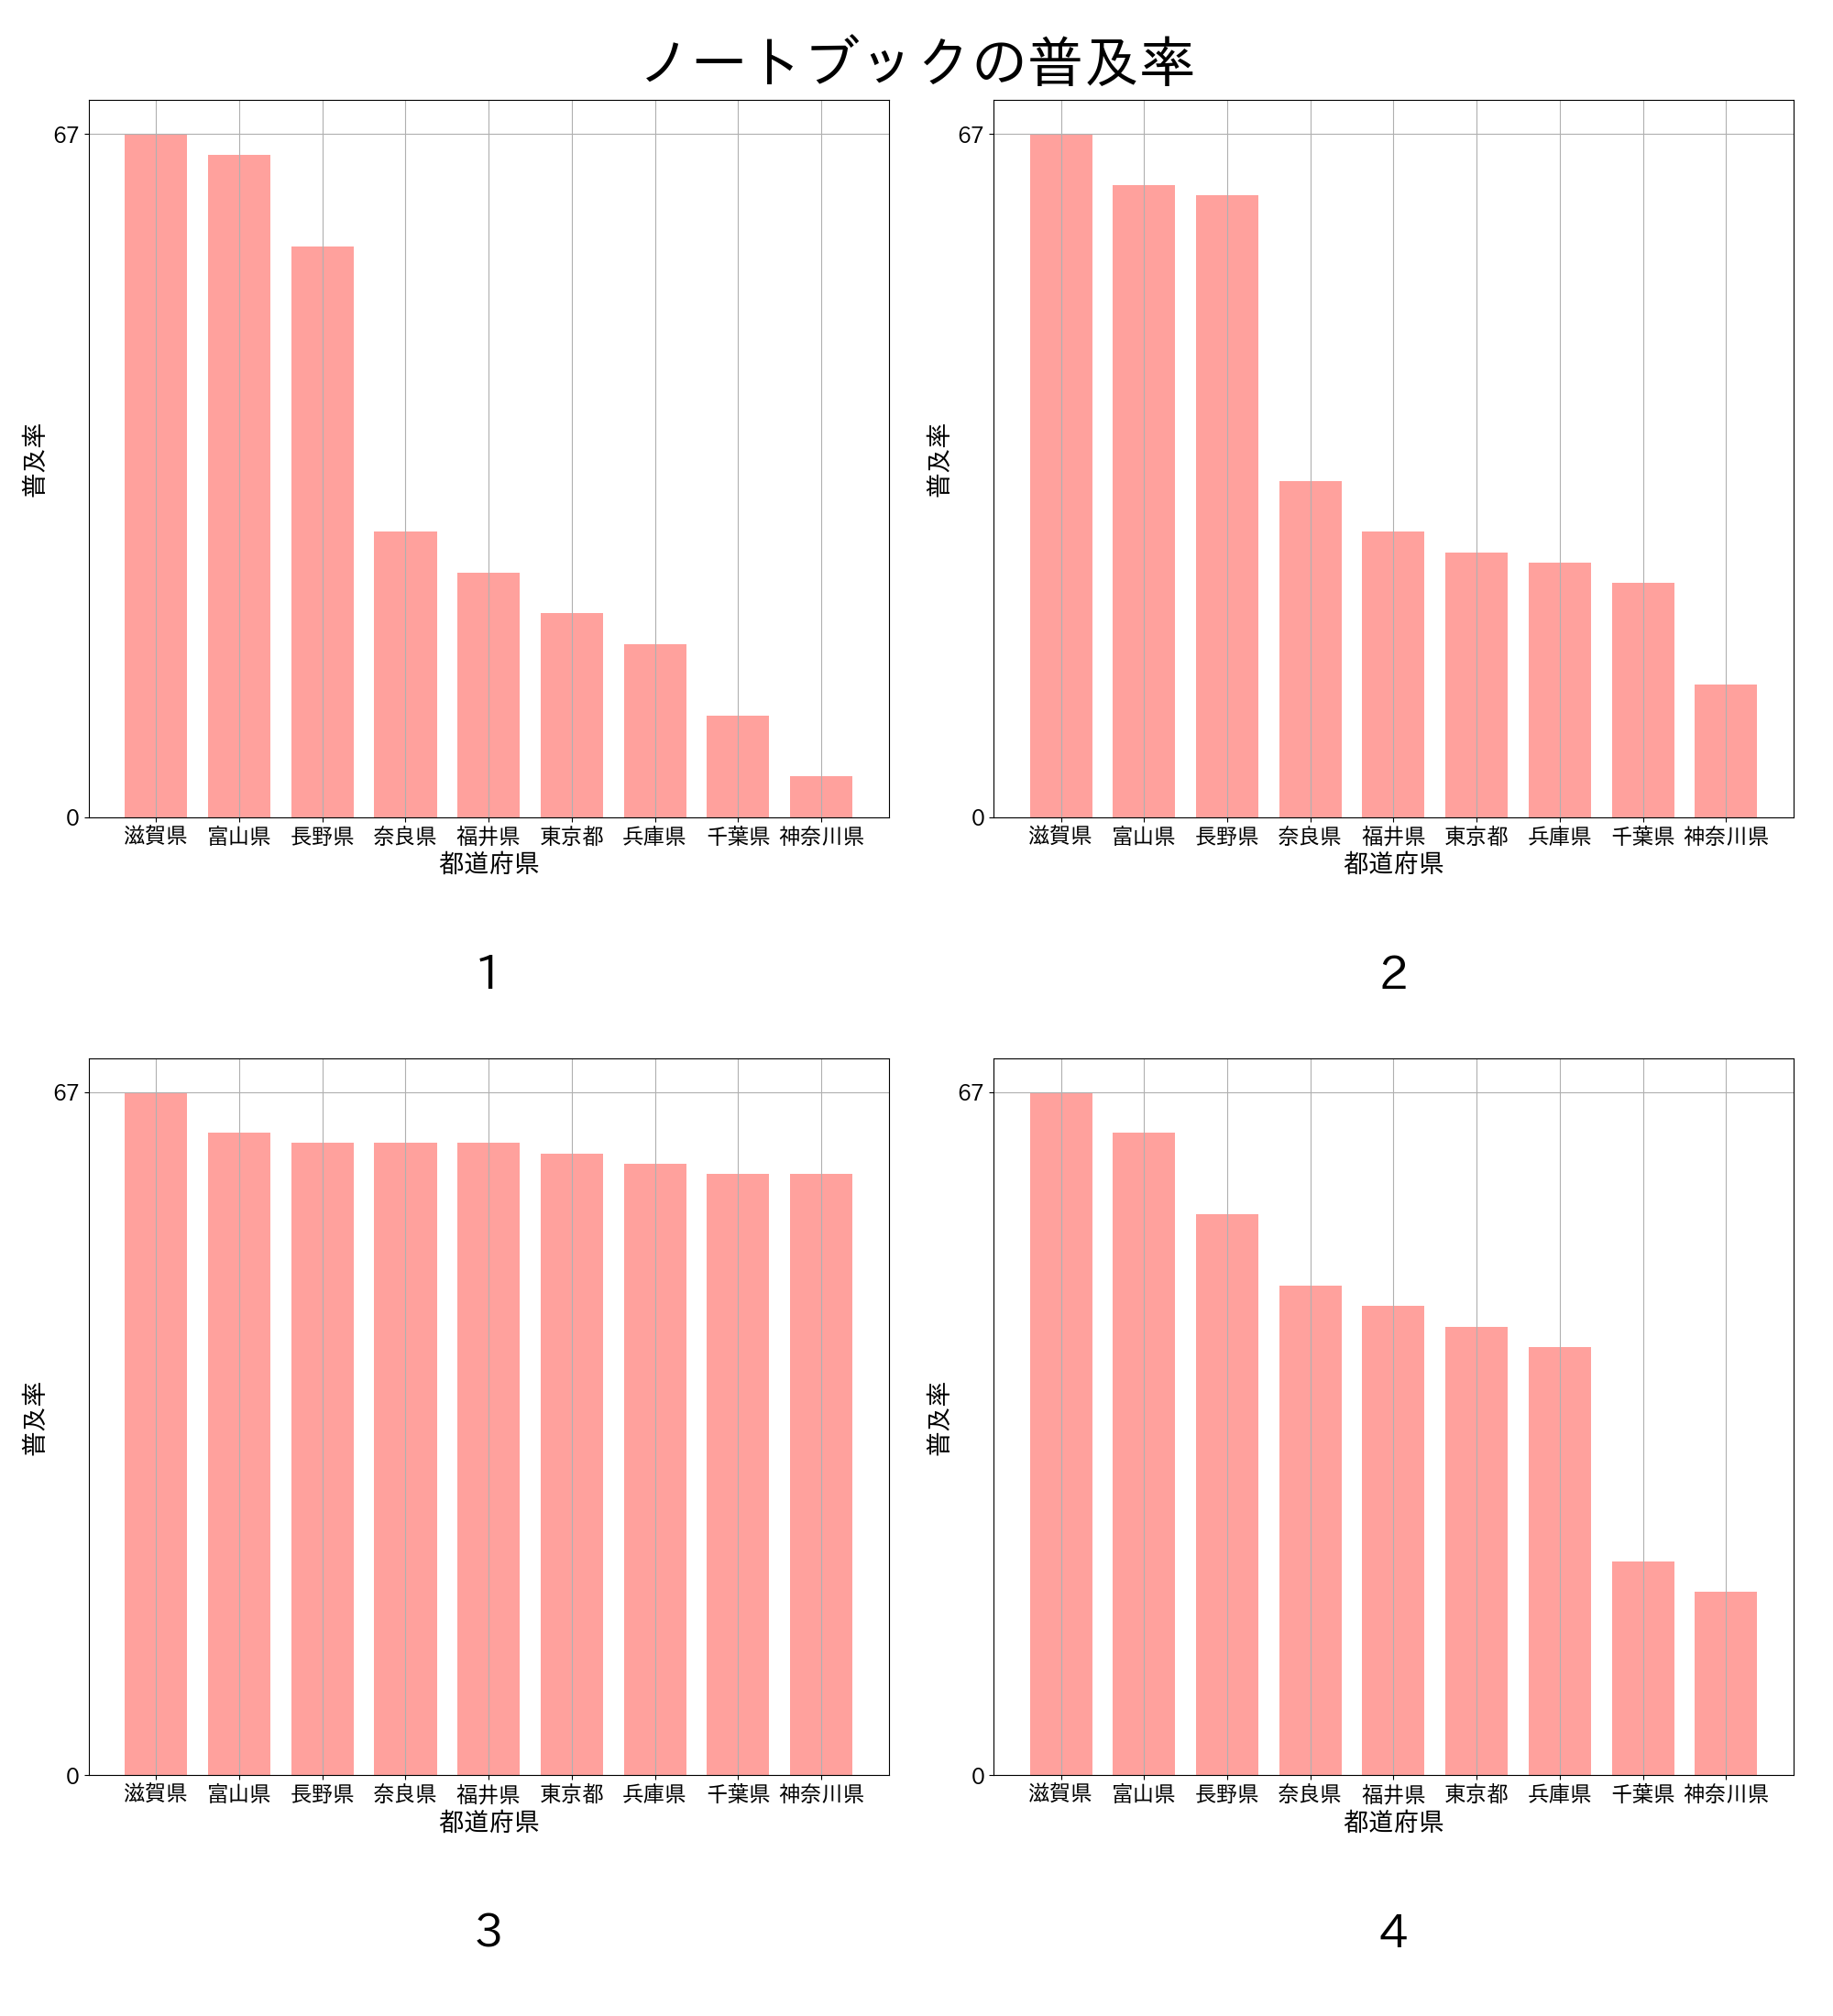 ノートブックの普及率
67
普及率
0
滋賀県 富山県 長野県 奈良県 福井県 東京都 兵庫県 千葉県 神奈川県
都道府県
1
67
普及率
0
滋賀県 富山県 長野県 奈良県 福井県 東京都 兵庫県 千葉県 神奈川県
都道府県
2
67
普及率
0
滋賀県 富山県 長野県 奈良県 福井県 東京都 兵庫県 千葉県 神奈川県
都道府県
3
67
普及率
0
滋賀県 富山県 長野県 奈良県 福井県 東京都 兵庫県 千葉県 神奈川県
都道府県
4